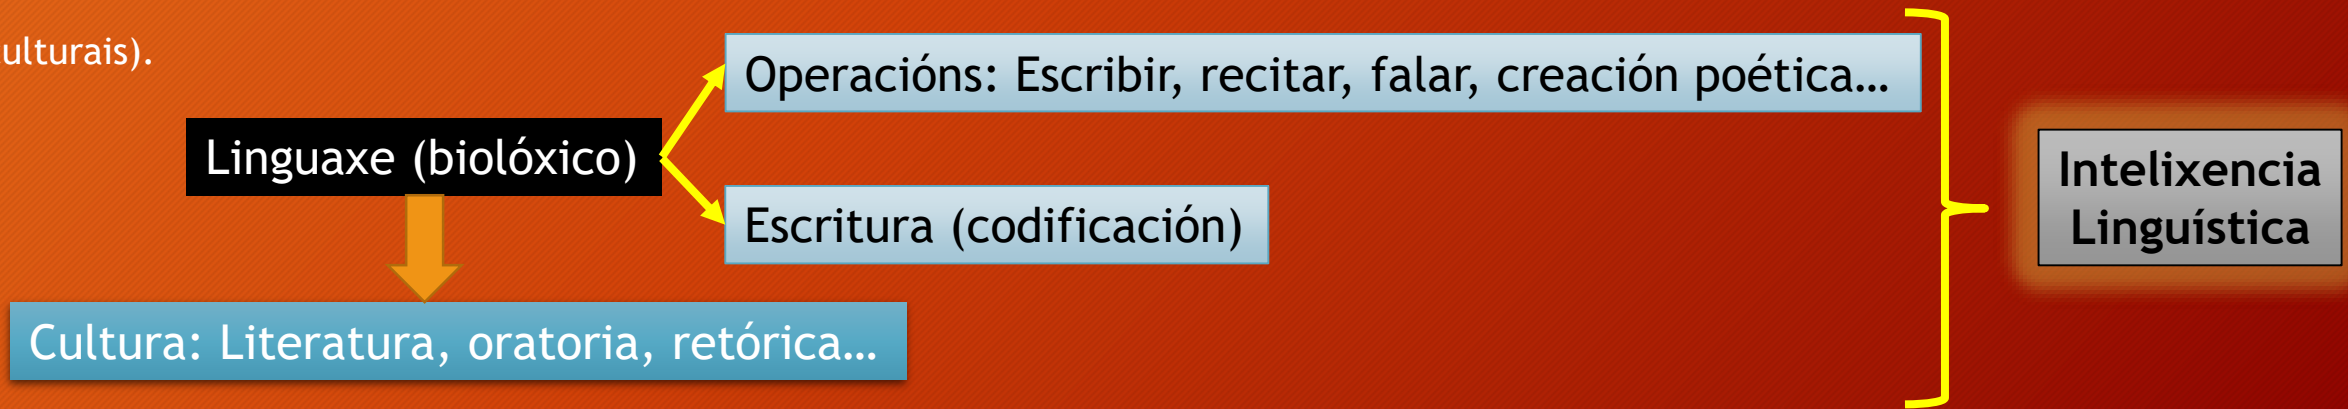 ulturais).
Operacións: Escribir, recitar, falar, creación poética…
Linguaxe (biolóxico)
Escritura (codificación)
Intelixencia
Linguística
Cultura: Literatura, oratoria, retórica…